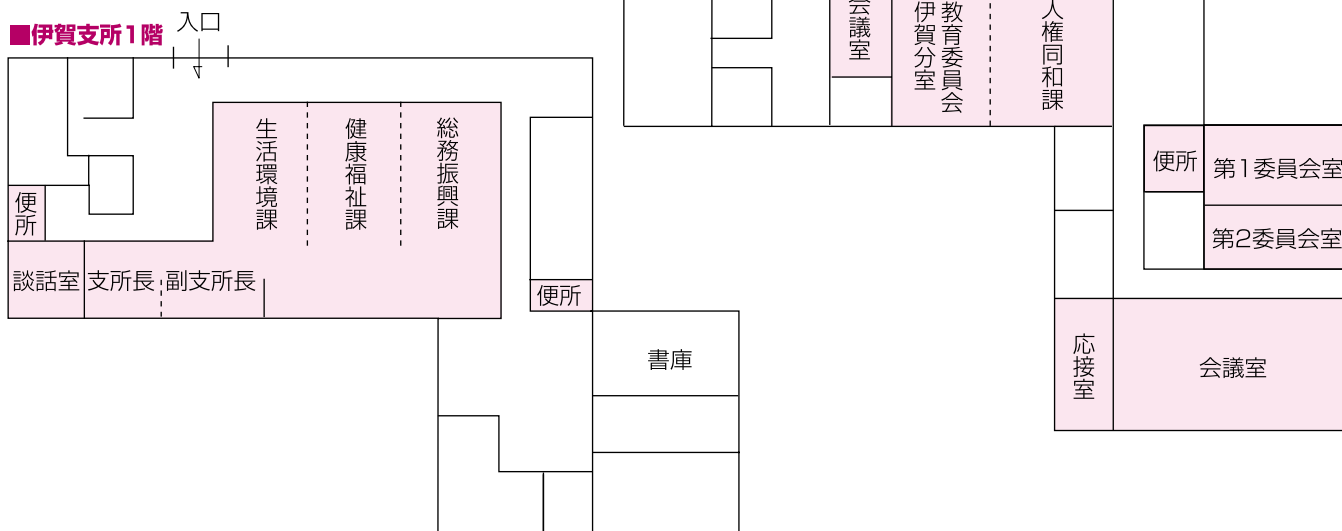 ■伊賀支所1階
入口
生活環境課
健康福祉課
総務振興課
便所
談話室
支所長
副支所長
便所
書庫
会議室
教育委員会
伊賀分室
人権同和課
便所
第1委員会室
第2委員会室
応接室
会議室